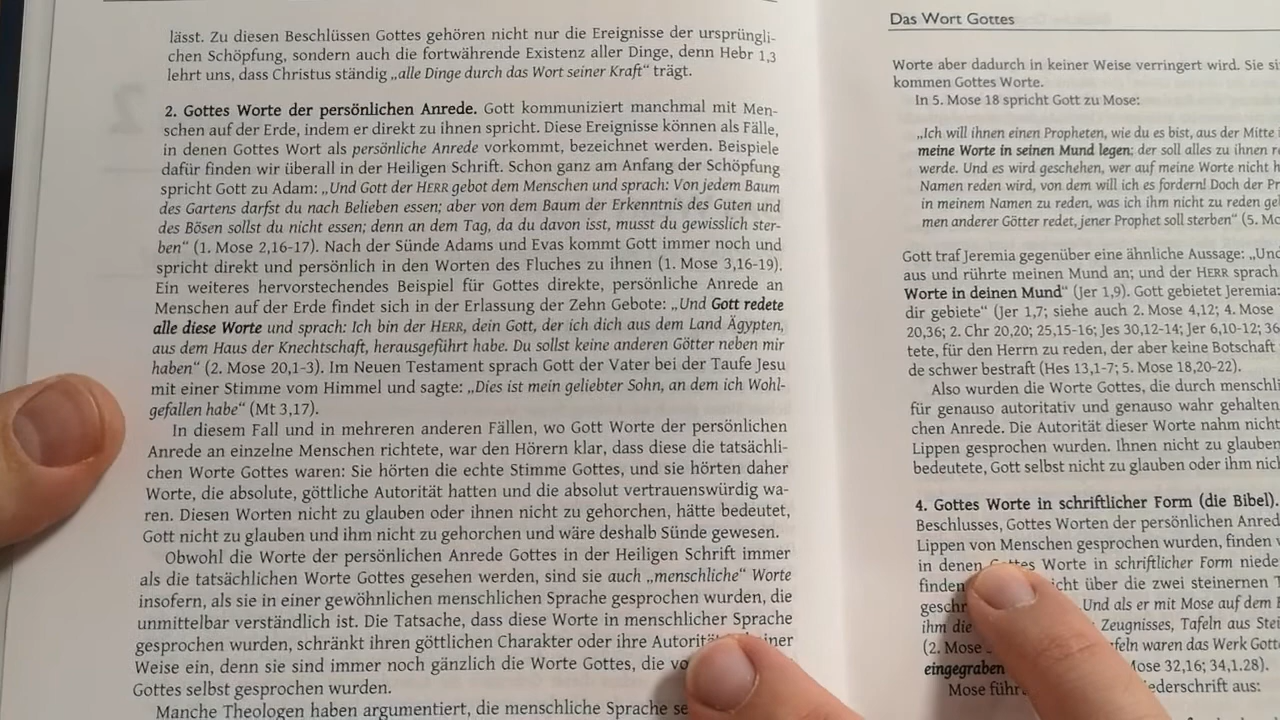 lässt. Zu diesen Beschlüssen Gottes gehören nicht nur die Ereignisse der ursprüngli-
chen Schöpfung, sondern auch die fortwährende Existenz aller Dinge, denn Hebr 1,3
lehrt uns, dass Christus ständig „alle Dinge durch das Wort seiner Kraft“ trägt.
2. Gottes Worte der persönlichen Anrede. Gott kommuniziert manchmal mit Men-
schen auf der Erde, indem er direkt zu ihnen spricht. Diese Ereignisse können als Fälle,
in denen Gottes Wort als persönliche Anrede vorkommt, bezeichnet werden. Beispiele
dafür finden wir überall in der Heiligen Schrift. Schon ganz am Anfang der Schöpfung
spricht Gott zu Adam: „Und Gott der HERR gebot dem Menschen und sprach: Von jedem Baum
des Gartens darfst du nach Belieben essen; aber von dem Baum der Erkenntnis des Guten und
des Bösen sollst du nicht essen; denn an dem Tag, da du davon isst, musst du gewisslich ster-
ben“ (1. Mose 2,16-17). Nach der Sünde Adams und Evas kommt Gott immer noch und
spricht direkt und persönlich in den Worten des Fluches zu ihnen (1. Mose 3,16-19).
Ein weiteres hervorstechendes Beispiel für Gottes direkte, persönliche Anrede an
Menschen auf der Erde findet sich in der Erlassung der Zehn Gebote: „Und Gott redete
alle diese Worte und sprach: Ich bin der HERR, dein Gott, der ich dich aus dem Land Ägypten,
aus dem Haus der Knechtschaft, herausgeführt habe. Du sollst keine anderen Götter neben mir
haben“ (2. Mose 20,1-3). Im Neuen Testament sprach Gott der Vater bei der Taufe Jesu
mit einer Stimme vom Himmel und sagte: „Dies ist mein geliebter Sohn, an dem ich Wohl-
gefallen habe“ (Mt 3,17).
In diesem Fall und in mehreren anderen Fällen, wo Gott Worte der persönlichen
Anrede an einzelne Menschen richtete, war den Hörern klar, dass diese die tatsächli-
chen Worte Gottes waren: Sie hörten die echte Stimme Gottes, und sie hörten daher
Worte, die absolute, göttliche Autorität hatten und die absolut vertrauenswürdig wa-
ren. Diesen Worten nicht zu glauben oder ihnen nicht zu gehorchen, hätte bedeutet,
Gott nicht zu glauben und ihm nicht zu gehorchen und wäre deshalb Sünde gewesen.
Obwohl die Worte der persönlichen Anrede Gottes in der Heiligen Schrift immer
als die tatsächlichen Worte Gottes gesehen werden, sind sie auch „menschliche“ Worte
insofern, als sie in einer gewöhnlichen menschlichen Sprache gesprochen wurden, die
unmittelbar verständlich ist. Die Tatsache, dass diese Worte in menschlicher Sprache
gesprochen wurden, schränkt ihren göttlichen Charakter oder ihre Autorität
Weise ein, denn sie sind immer noch gänzlich die Worte Gottes, die
Gottes selbst gesprochen wurden.
Manche Theologen haben argumentiert, die menschliche Sprache
Das Wort Gottes
Worte aber dadurch in keiner Weise verringert wird. Sie
kommen Gottes Worte.
In 5. Mose 18 spricht Gott zu Mose:
„Ich will ihnen einen Propheten, wie du es bist, aus der Mitte
meine Worte in seinen Mund legen; der soll alles zu ihnen
werde. Und es wird geschehen, wer auf meine Worte nicht
Namen reden wird, von dem will ich es fordern! Doch der
in meinem Namen zu reden, was ich ihm nicht zu reden
men anderer Götter redet, jener Prophet soll sterben“ (5.
Gott traf Jeremia gegenüber eine ähnliche Aussage:
aus und rührte meinen Mund an; und der HERR sprach
Worte in deinen Mund“ (Jer 1,9). Gott gebietet Jeremia:
dir gebiete“ (Jer 1,7; siehe auch 2. Mose 4,12; 4. Mose
20,36; 2. Chr 20,20; 25,15-16; Jes 30,12-14; Jer 6,10-12;
tete, für den Herrn zu reden, der aber keine Botschaft
de schwer bestraft (Hes 13,1-7; 5. Mose 18,20-22).
Also wurden die Worte Gottes, die durch
für genauso autoritativ und genauso wahr gehalten
chen Anrede. Die Autorität dieser Worte nahm nicht
Lippen gesprochen wurden. Ihnen nicht zu glauben
bedeutete, Gott selbst nicht zu glauben oder ihm
4. Gottes Worte in schriftlicher Form (die Bibel).
Beschlusses, Gottes Worten der persönlichen
Lippen von Menschen gesprochen wurden, finden
in denen Gottes Worte in schriftlicher Form
finden über die zwei steinernen
Und als er mit Mose auf dem
ihm die Zeugnisses, Tafeln aus
(2. Mose waren das Werk
eingegraben Mose 32,16; 34,1.28).
Mose aus: